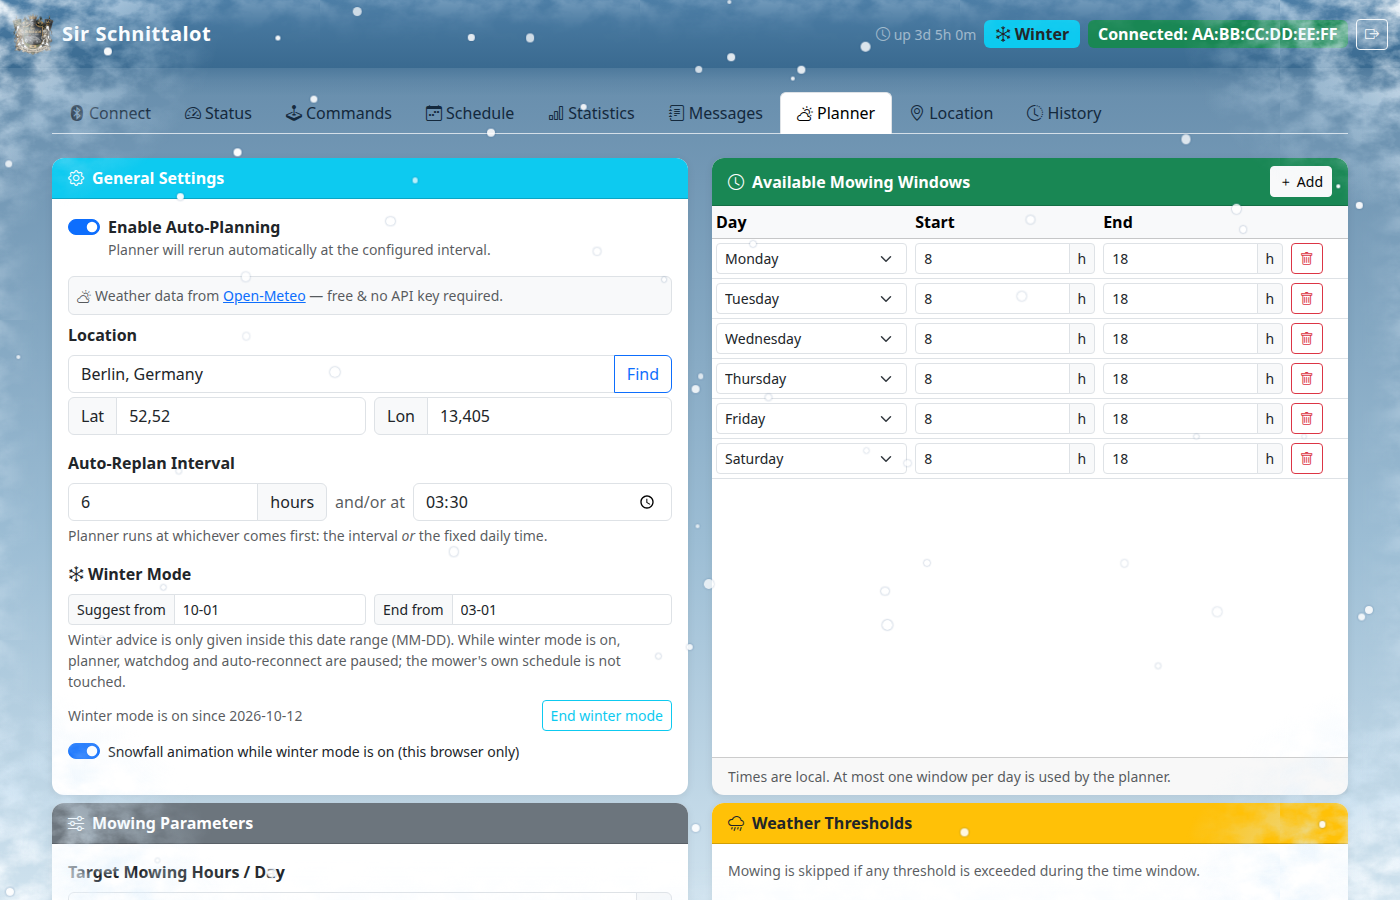 Sir Schnittalot
up 3d 5h 0m
Winter
Connected: AA:BB:CC:DD:EE:FF
Connect
Status
Commands
Schedule
Statistics
Messages
Planner
Location
History
General Settings
Enable Auto-Planning
Planner will rerun automatically at the configured interval.
Weather data from Open-Meteo — free & no API key required.
Location
Berlin, Germany
Find
Lat 52,52
Lon 13,405
Auto-Replan Interval
6 hours and/or at 03:30
Planner runs at whichever comes first: the interval or the fixed daily time.
Winter Mode
Suggest from 10-01
End from 03-01
Winter advice is only given inside this date range (MM-DD). While winter mode is on,
planner, watchdog and auto-reconnect are paused; the mower's own schedule is not
touched.
Winter mode is on since 2026-10-12
End winter mode
Snowfall animation while winter mode is on (this browser only)
Available Mowing Windows
+ Add
Day Start End
Monday 8 h 18 h
Tuesday 8 h 18 h
Wednesday 8 h 18 h
Thursday 8 h 18 h
Friday 8 h 18 h
Saturday 8 h 18 h
Times are local. At most one window per day is used by the planner.
Mowing Parameters
Target Mowing Hours / Day
Weather Thresholds
Mowing is skipped if any threshold is exceeded during the time window.